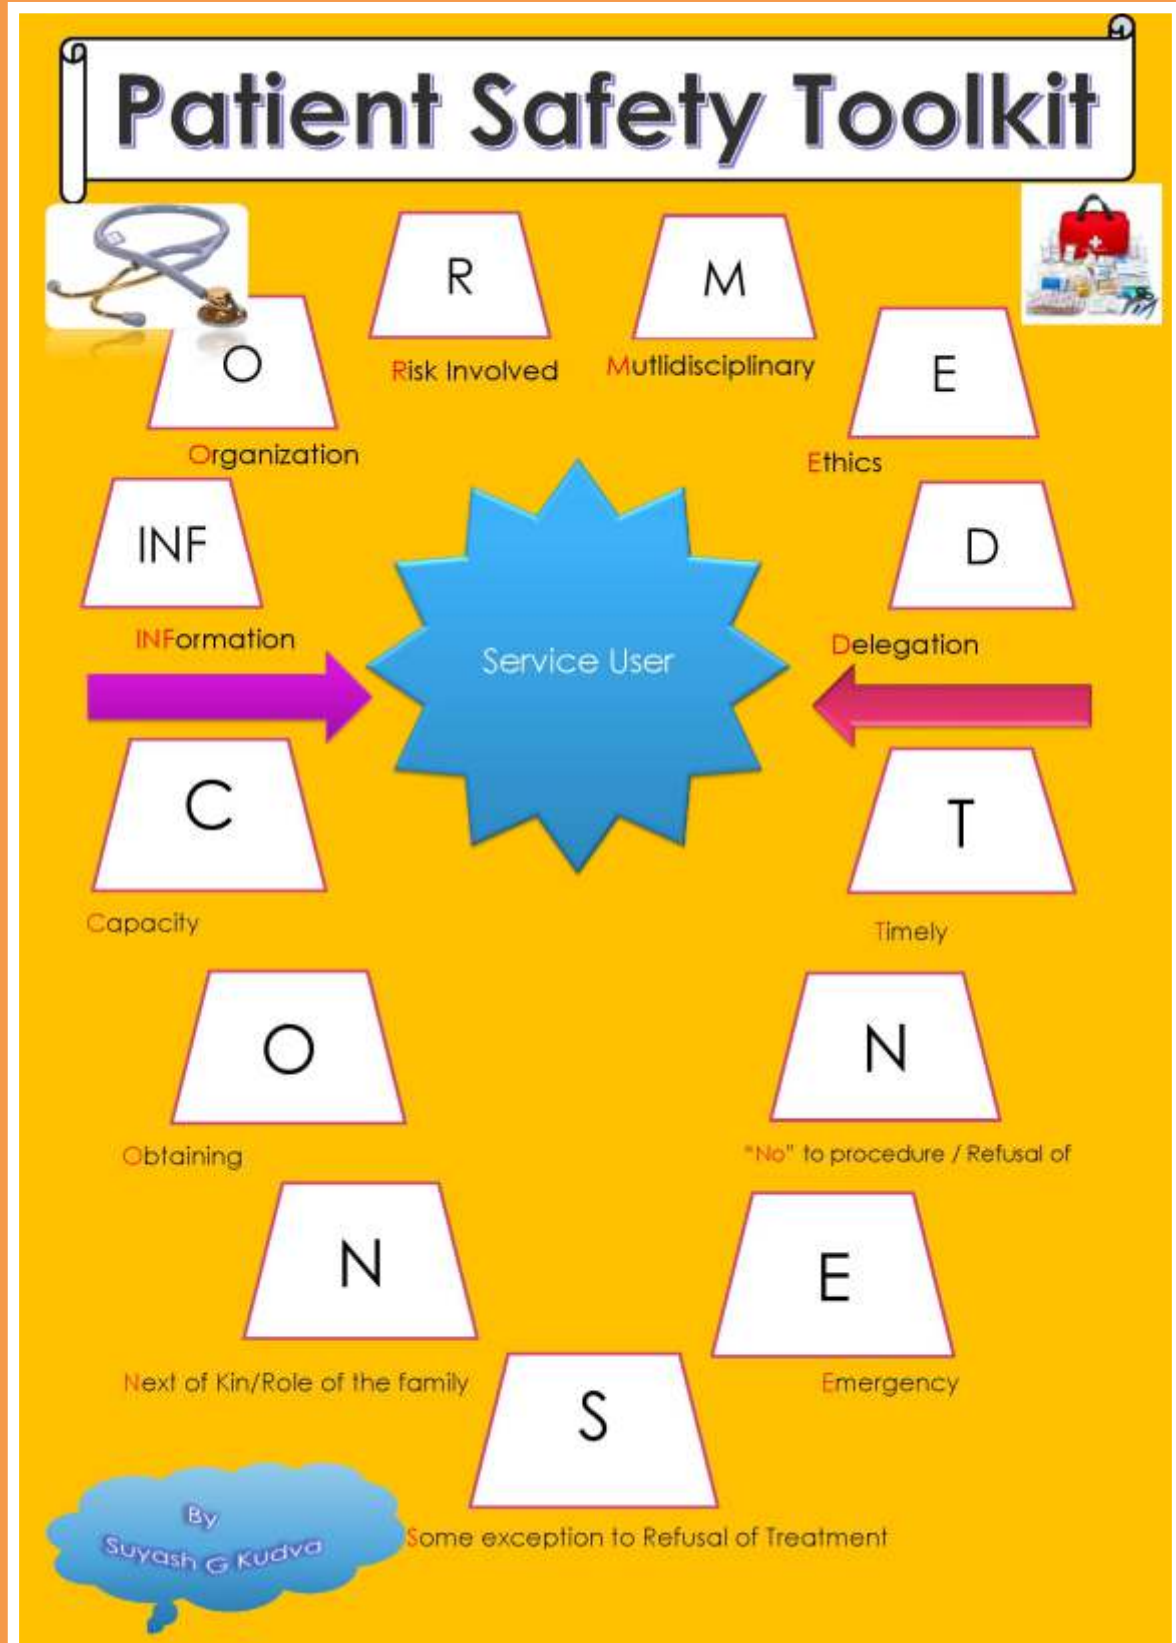 Patient Safety Toolkit
R
M
O
E
Risk Involved
Mutlidisciplinary
Organization
Ethics
INF
D
INFormation
Delegation
Service User
C
T
Capacity
Timely
O
N
Obtaining
"No" to procedure / Refusal of
N
E
Next of Kin/Role of the family
Emergency
S
Some exception to Refusal of Treatment
By
Suyash G Kudva